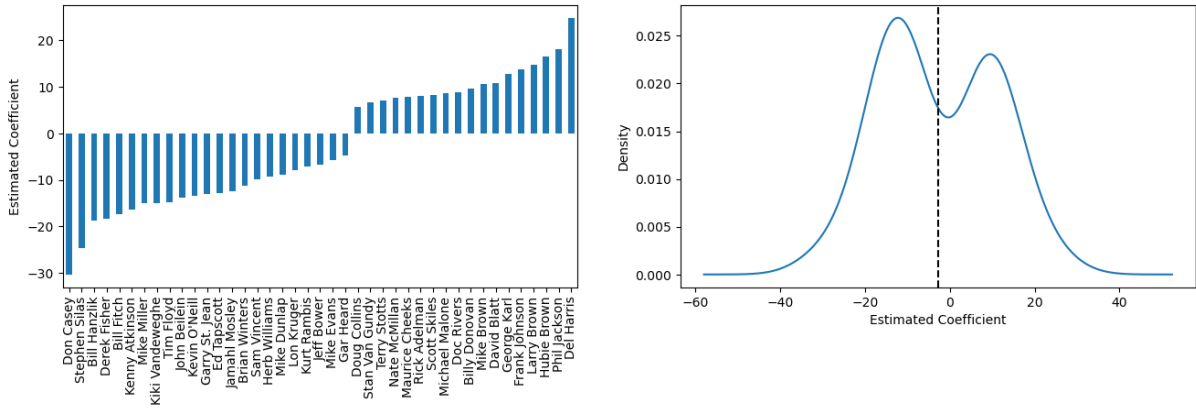 20
10
0
−10
−20
−30
Estimated Coefficient
Don Casey
Stephen Silas
Bill Hanzlik
Derek Fisher
Bill Fitch
Kenny Atkinson
Mike Miller
Kiki Vandeweghe
Tim Floyd
John Beilein
Kevin O'Neill
Garry St. Jean
Ed Tapscott
Jamahl Mosley
Brian Winters
Sam Vincent
Herb Williams
Mike Dunlap
Lon Kruger
Kurt Rambis
Jeff Bower
Mike Evans
Gar Heard
Doug Collins
Stan Van Gundy
Terry Stotts
Nate McMillan
Maurice Cheeks
Rick Adelman
Scott Skiles
Michael Malone
Doc Rivers
Billy Donovan
Mike Brown
David Blatt
George Karl
Frank Johnson
Larry Brown
Hubie Brown
Phil Jackson
Del Harris
0.025
0.020
0.015
0.010
0.005
0.000
Density
−60
−40
−20
0
20
40
Estimated Coefficient